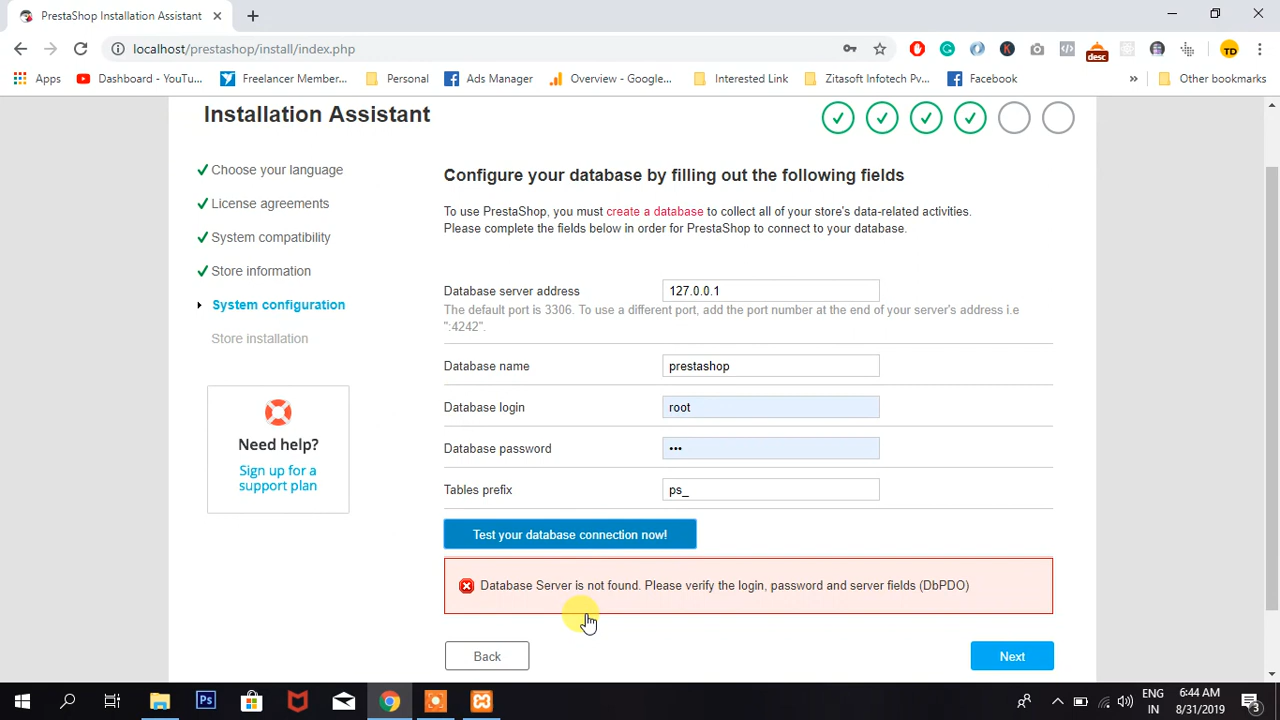 PrestaShop Installation Assistant
localhost/prestashop/install/index.php
desc
TD
Apps
Dashboard - YouTu...
Freelancer Member...
Personal
Ads Manager
Overview - Google...
Interested Link
Zitasoft Infotech Pv...
Facebook
»
Other bookmarks
Installation Assistant
Choose your language
License agreements
System compatibility
Store information
System configuration
Store installation
Need help?
Sign up for a
support plan
Configure your database by filling out the following fields
To use PrestaShop, you must create a database to collect all of your store's data-related activities.
Please complete the fields below in order for PrestaShop to connect to your database.
Database server address 127.0.0.1
The default port is 3306. To use a different port, add the port number at the end of your server's address i.e
":4242".
Database name prestashop
Database login root
Database password •••
Tables prefix ps_
Test your database connection now!
Database Server is not found. Please verify the login, password and server fields (DbPDO)
Back
Next
Ps
ENG
IN
6:44 AM
8/31/2019
3